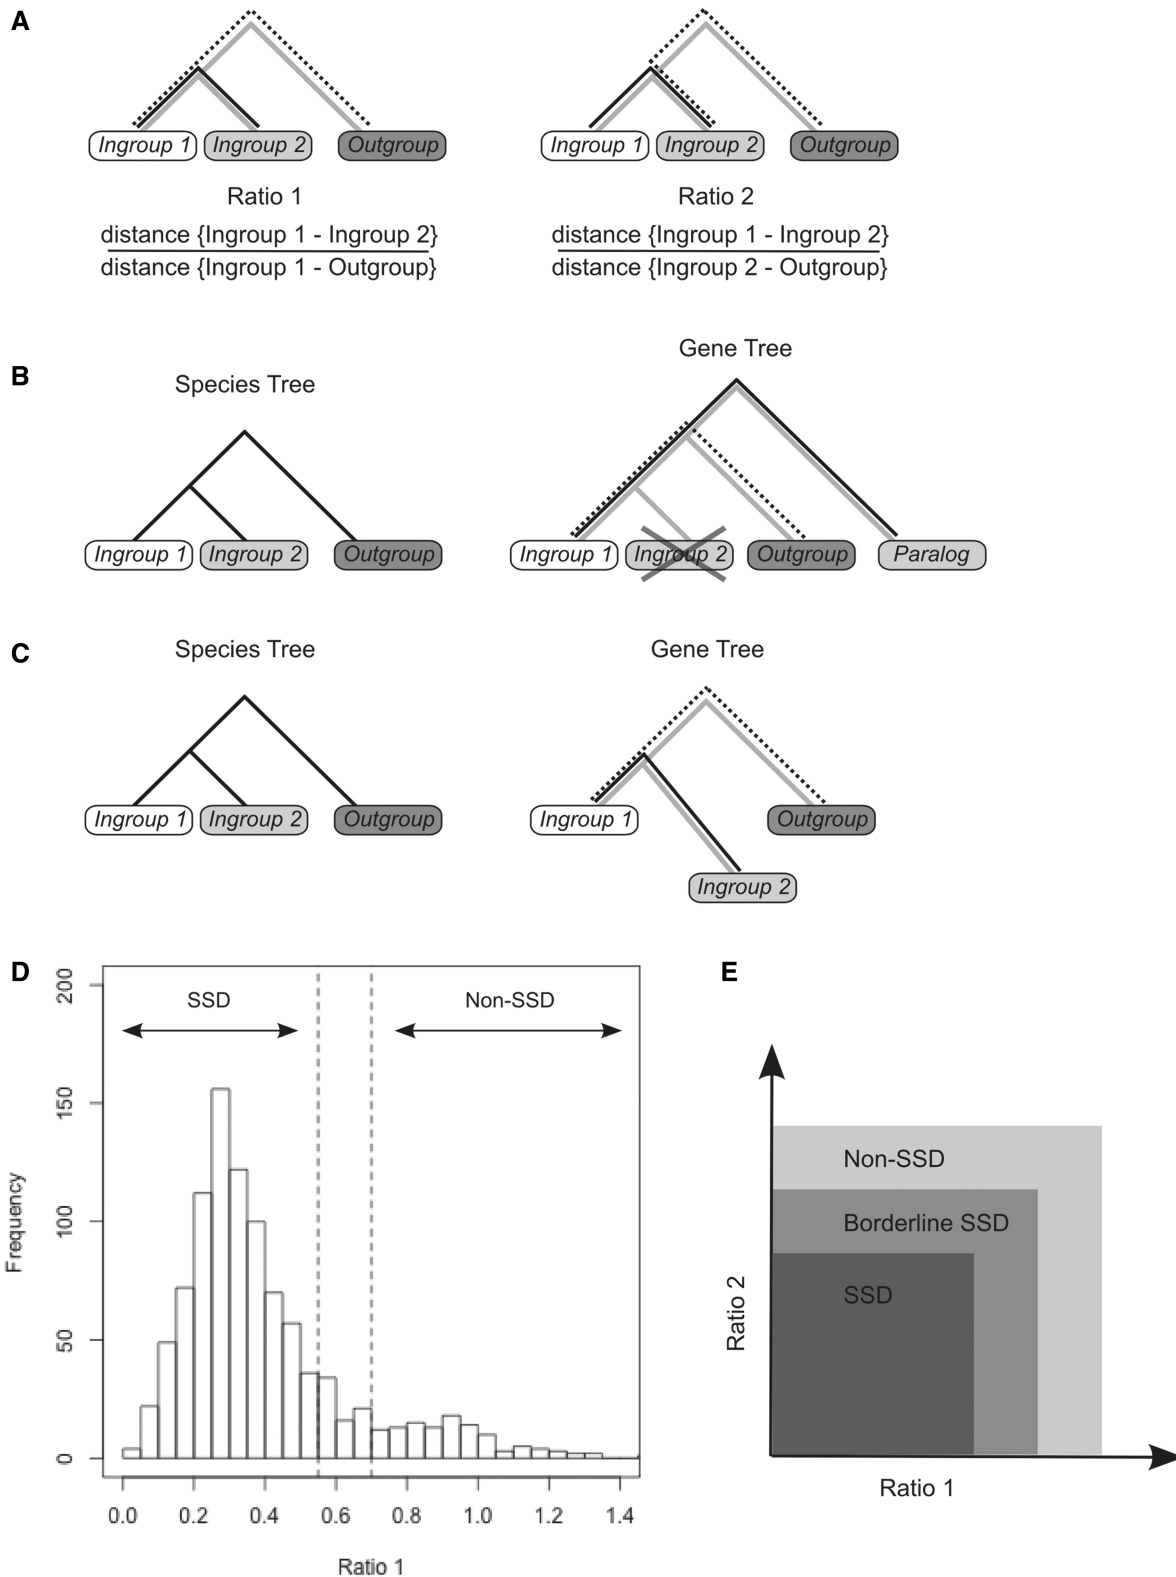 A
Ingroup 1 Ingroup 2 Outgroup
Ingroup 1 Ingroup 2 Outgroup
Ratio 1
distance {Ingroup 1 - Ingroup 2}
distance {Ingroup 1 - Outgroup}
Ratio 2
distance {Ingroup 1 - Ingroup 2}
distance {Ingroup 2 - Outgroup}
B
Species Tree
Ingroup 1 Ingroup 2 Outgroup
Gene Tree
Ingroup 1 Ingroup 2 Outgroup Paralog
C
Species Tree
Ingroup 1 Ingroup 2 Outgroup
Gene Tree
Ingroup 1 Outgroup
Ingroup 2
D
SSD Non-SSD
200
150
100
50
0
Frequency
0.0 0.2 0.4 0.6 0.8 1.0 1.2 1.4
Ratio 1
E
Non-SSD
Borderline SSD
SSD
Ratio 2
Ratio 1